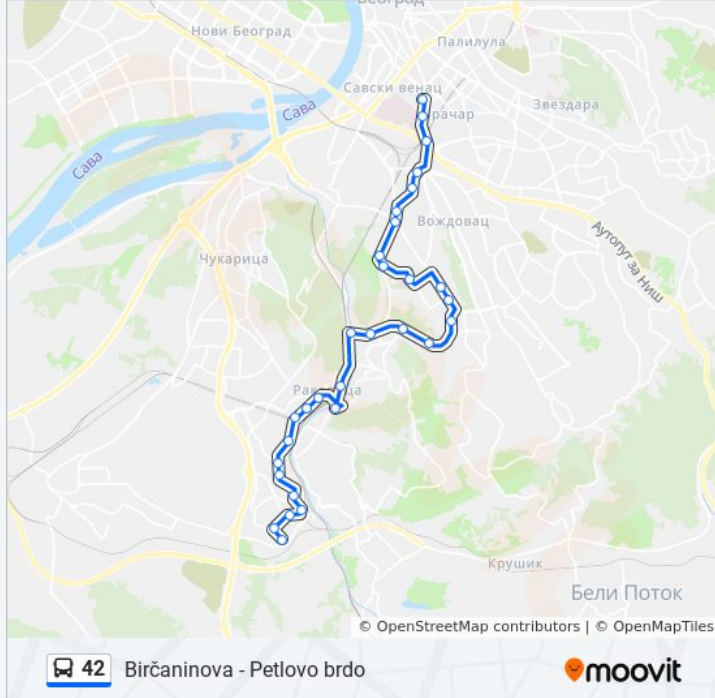 Београд
Нови Београд
Палилула
Савски венац
Звездара
Сава
Врачар
Сава
Вождовац
Аутопут за Ниш
Чукарица
Раковица
Крушик
Бели Поток
© OpenStreetMap contributors | © OpenMapTiles
42 Birčaninova - Petlovo brdo
moovit